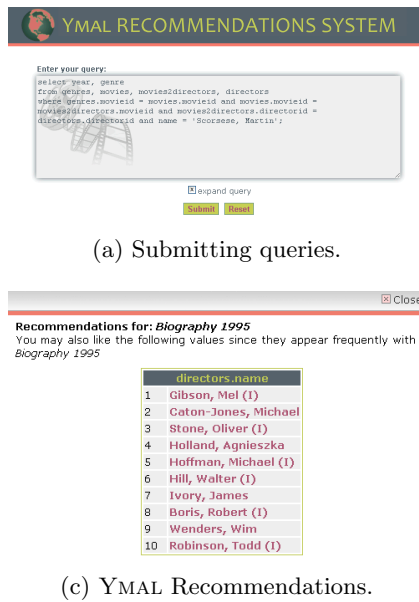 YMAL RECOMMENDATIONS SYSTEM
Enter your query:
select year, genre
from genres, movies, movies2directors, directors
where genres.movieid = movies.movieid and movies.movieid =
movies2directors.movieid and movies2directors.directorid =
directors.directorid and name = 'Scorsese, Martin';
expand query
Submit Reset
(a) Submitting queries.
Close
Recommendations for: Biography 1995
You may also like the following values since they appear frequently with
Biography 1995
directors.name
1 Gibson, Mel (I)
2 Caton-Jones, Michael
3 Stone, Oliver (I)
4 Holland, Agnieszka
5 Hoffman, Michael (I)
6 Hill, Walter (I)
7 Ivory, James
8 Boris, Robert (I)
9 Wenders, Wim
10 Robinson, Todd (I)
(c) YMAL Recommendations.